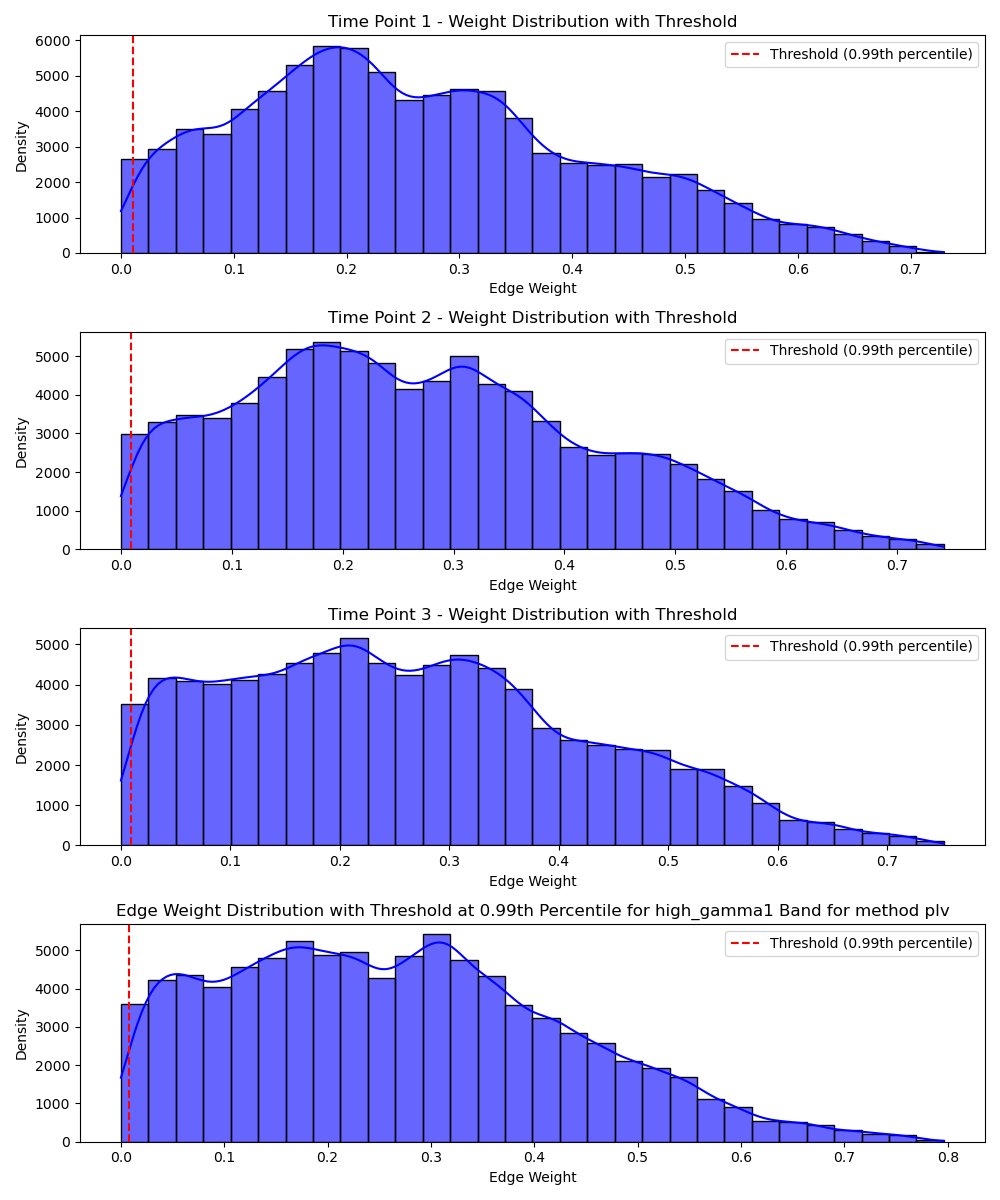 Time Point 1 - Weight Distribution with Threshold
6000
5000
4000
3000
2000
1000
0
Density
Threshold (0.99th percentile)
0.0 0.1 0.2 0.3 0.4 0.5 0.6 0.7
Edge Weight
Time Point 2 - Weight Distribution with Threshold
5000
4000
3000
2000
1000
0
Density
Threshold (0.99th percentile)
0.0 0.1 0.2 0.3 0.4 0.5 0.6 0.7
Edge Weight
Time Point 3 - Weight Distribution with Threshold
5000
4000
3000
2000
1000
0
Density
Threshold (0.99th percentile)
0.0 0.1 0.2 0.3 0.4 0.5 0.6 0.7
Edge Weight
Edge Weight Distribution with Threshold at 0.99th Percentile for high_gamma1 Band for method plv
5000
4000
3000
2000
1000
0
Density
Threshold (0.99th percentile)
0.0 0.1 0.2 0.3 0.4 0.5 0.6 0.7 0.8
Edge Weight